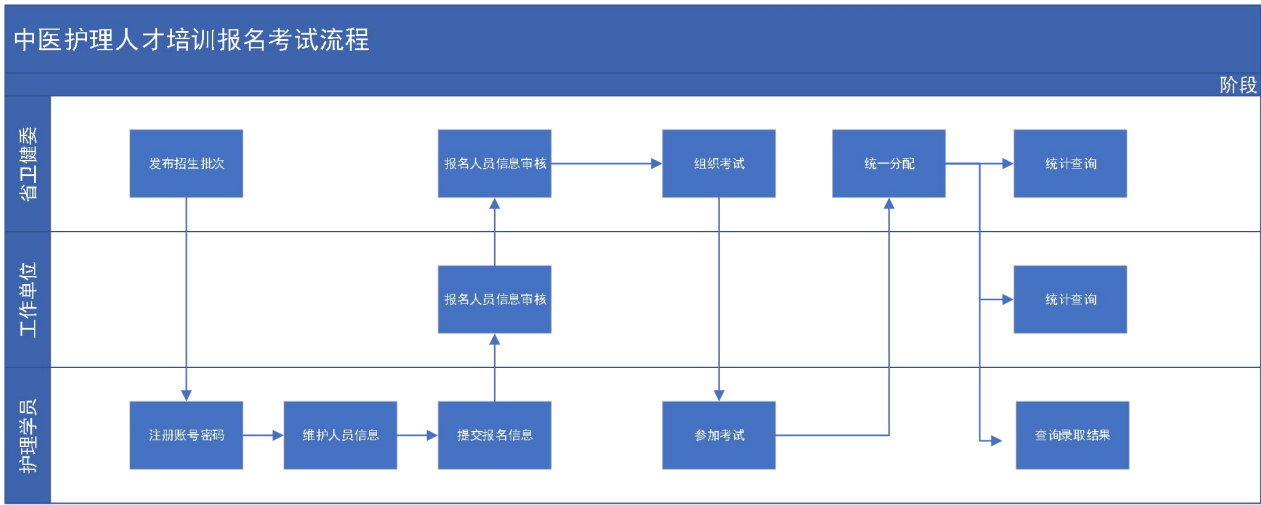 中医护理人才培训报名考试流程
阶段
省卫健委
发布招生批次
报名人员信息审核
组织考试
统一分配
统计查询
工作单位
报名人员信息审核
统计查询
护理学员
注册账号密码
维护人员信息
提交报名信息
参加考试
查询录取结果